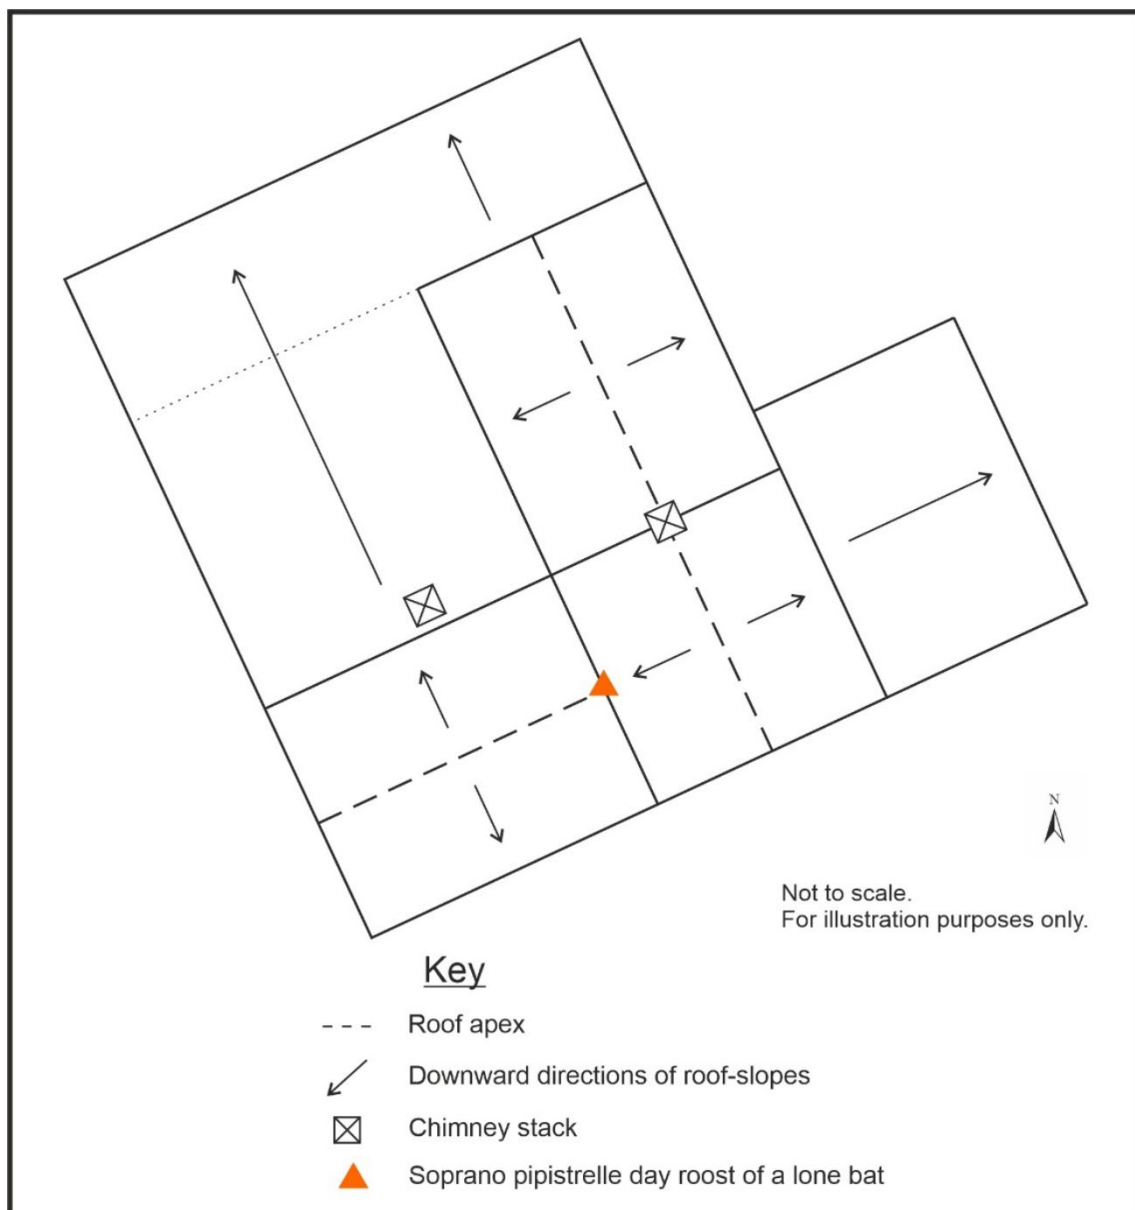 N
Not to scale.
For illustration purposes only.
Key
Roof apex
Downward directions of roof-slopes
Chimney stack
Soprano pipistrelle day roost of a lone bat